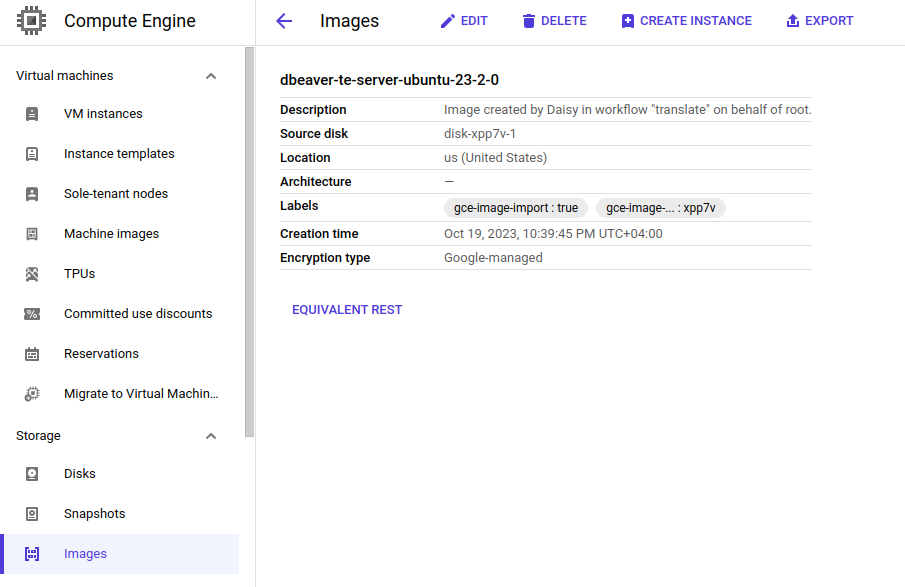 Compute Engine
Images
EDIT
DELETE
CREATE INSTANCE
EXPORT
Virtual machines
VM instances
Instance templates
Sole-tenant nodes
Machine images
TPUs
Committed use discounts
Reservations
Migrate to Virtual Machin...
Storage
Disks
Snapshots
Images
dbeaver-te-server-ubuntu-23-2-0
Description Image created by Daisy in workflow "translate" on behalf of root.
Source disk disk-xpp7v-1
Location us (United States)
Architecture —
Labels gce-image-import : true gce-image-... : xpp7v
Creation time Oct 19, 2023, 10:39:45 PM UTC+04:00
Encryption type Google-managed
EQUIVALENT REST